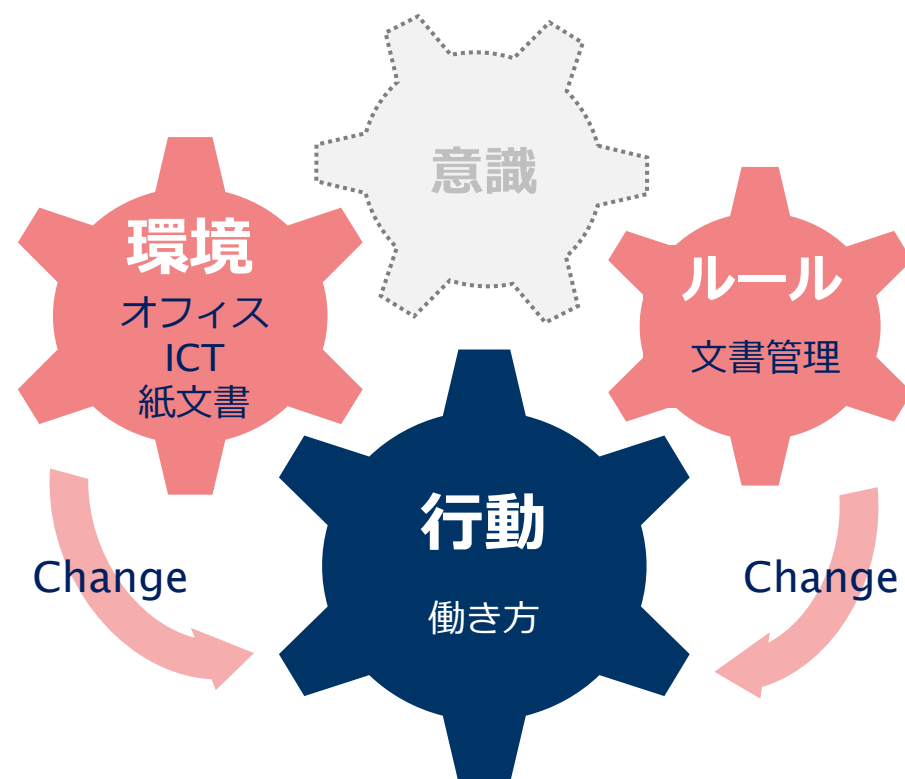 意識
環境
オフィス
ICT
紙文書
ルール
文書管理
行動
働き方
Change
Change